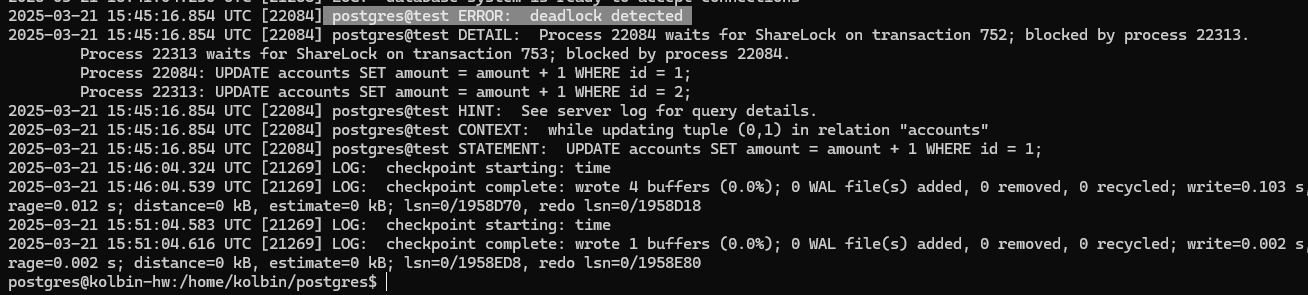 2025-03-21 15:45:16.854 UTC [22084] postgres@test ERROR:  deadlock detected
2025-03-21 15:45:16.854 UTC [22084] postgres@test DETAIL:  Process 22084 waits for ShareLock on transaction 752; blocked by process 22313.
        Process 22313 waits for ShareLock on transaction 753; blocked by process 22084.
        Process 22084: UPDATE accounts SET amount = amount + 1 WHERE id = 1;
        Process 22313: UPDATE accounts SET amount = amount + 1 WHERE id = 2;
2025-03-21 15:45:16.854 UTC [22084] postgres@test HINT:  See server log for query details.
2025-03-21 15:45:16.854 UTC [22084] postgres@test CONTEXT:  while updating tuple (0,1) in relation "accounts"
2025-03-21 15:45:16.854 UTC [22084] postgres@test STATEMENT:  UPDATE accounts SET amount = amount + 1 WHERE id = 1;
2025-03-21 15:46:04.324 UTC [21269] LOG:  checkpoint starting: time
2025-03-21 15:46:04.539 UTC [21269] LOG:  checkpoint complete: wrote 4 buffers (0.0%); 0 WAL file(s) added, 0 removed, 0 recycled; write=0.103 s,
rage=0.012 s; distance=0 kB, estimate=0 kB; lsn=0/1958D70, redo lsn=0/1958D18
2025-03-21 15:51:04.583 UTC [21269] LOG:  checkpoint starting: time
2025-03-21 15:51:04.616 UTC [21269] LOG:  checkpoint complete: wrote 1 buffers (0.0%); 0 WAL file(s) added, 0 removed, 0 recycled; write=0.002 s,
rage=0.002 s; distance=0 kB, estimate=0 kB; lsn=0/1958ED8, redo lsn=0/1958E80
postgres@kolbin-hw:/home/kolbin/postgres$